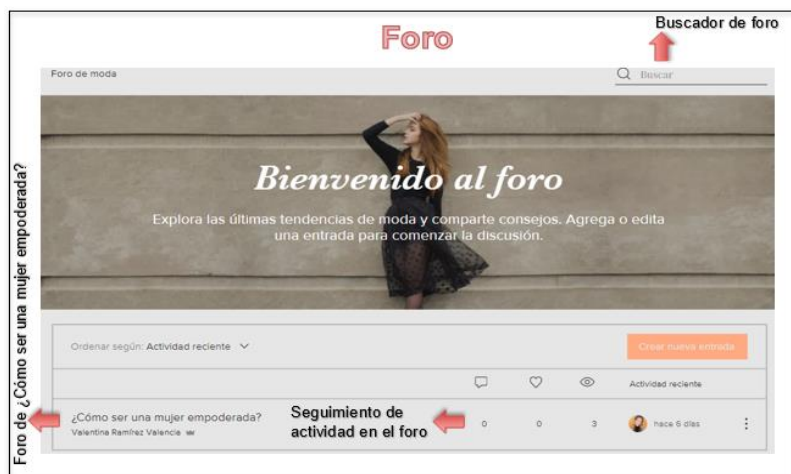 Foro
Buscador de foro
Foro de moda
Buscar
Bienvenido al foro
Explora las últimas tendencias de moda y comparte consejos. Agrega o edita
una entrada para comenzar la discusión.
Foro de ¿Cómo ser una mujer empoderada?
Ordenar según: Actividad reciente
Crear nueva entrada
Actividad reciente
¿Cómo ser una mujer empoderada?
Valentina Ramírez Valencia
Seguimiento de
actividad en el foro
0 0 3 hace 6 días